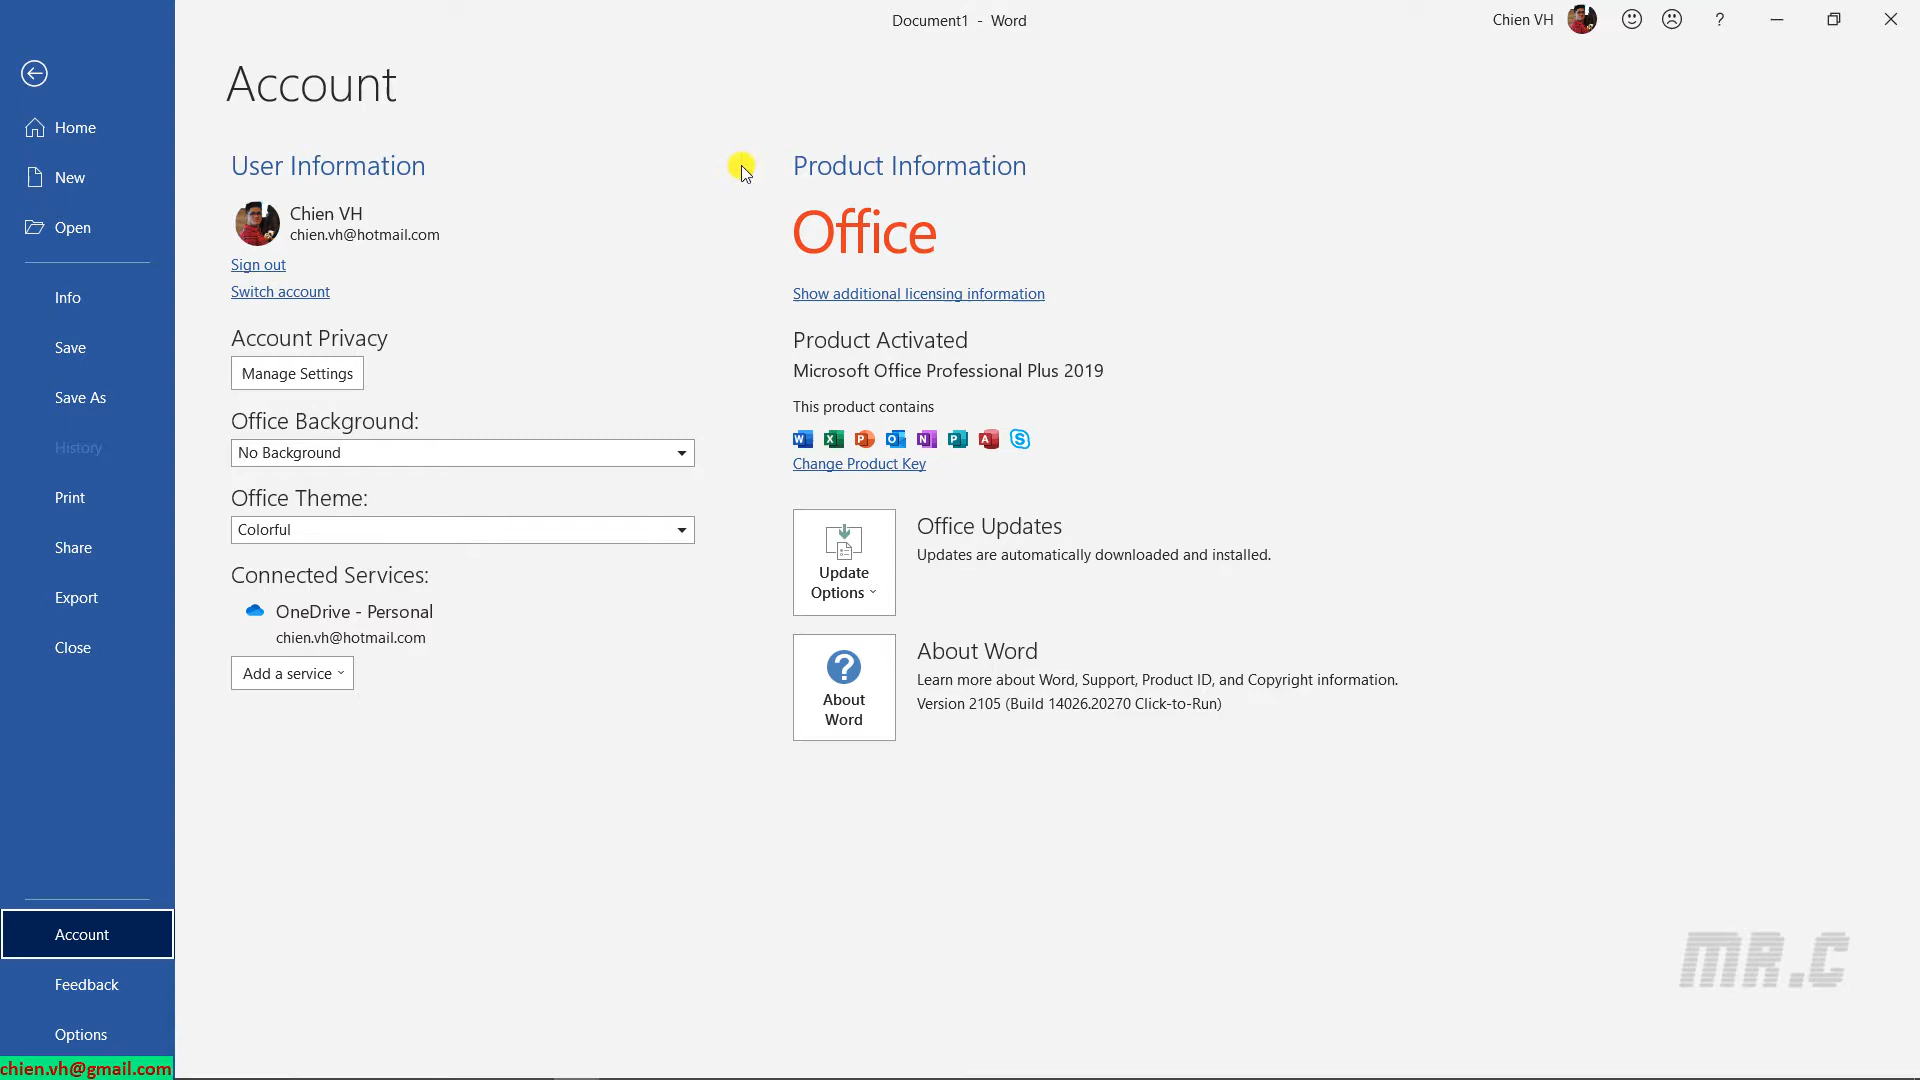 Document1 - Word
Chien VH
?
Account
Home
New
Open
Info
Save
Save As
History
Print
Share
Export
Close
Account
Feedback
Options
chien.vh@gmail.com
User Information
Chien VH
chien.vh@hotmail.com
Sign out
Switch account
Account Privacy
Manage Settings
Office Background:
No Background
Office Theme:
Colorful
Connected Services:
OneDrive - Personal
chien.vh@hotmail.com
Add a service
Product Information
Office
Show additional licensing information
Product Activated
Microsoft Office Professional Plus 2019
This product contains
W X P O N P A S
Change Product Key
Update
Options
Office Updates
Updates are automatically downloaded and installed.
?
About
Word
About Word
Learn more about Word, Support, Product ID, and Copyright information.
Version 2105 (Build 14026.20270 Click-to-Run)
MR.C